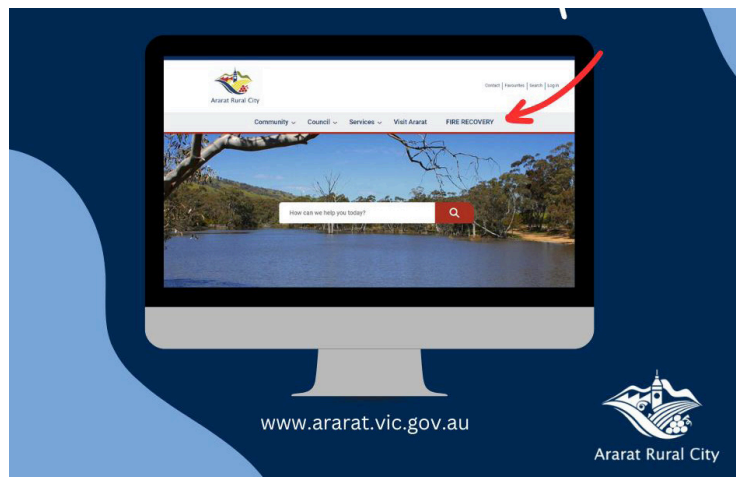 Ararat Rural City
Contact | Favourites | Search | Log in
Community Council Services Visit Ararat FIRE RECOVERY
How can we help you today?
www.ararat.vic.gov.au
Ararat Rural City